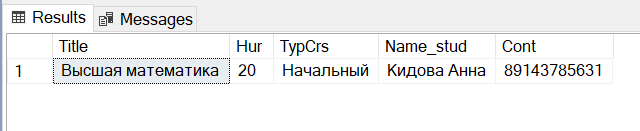 Results Messages
Title Hur TypCrs Name_stud Cont
1 Высшая математика 20 Начальный Кидова Анна 89143785631